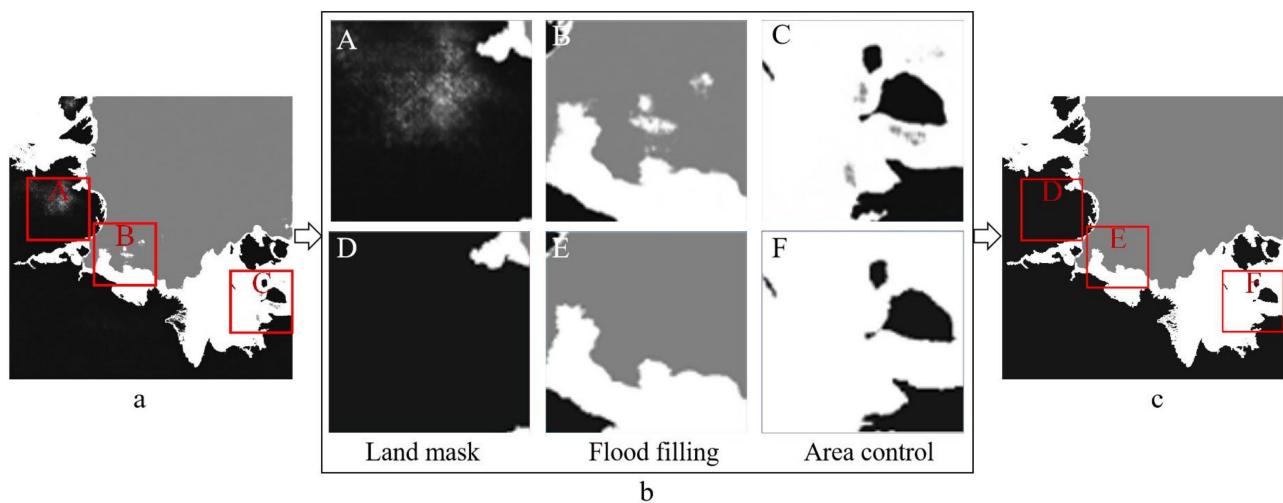 A
B
C
a
A
B
C
D
E
F
Land mask
Flood filling
Area control
b
D
E
F
c